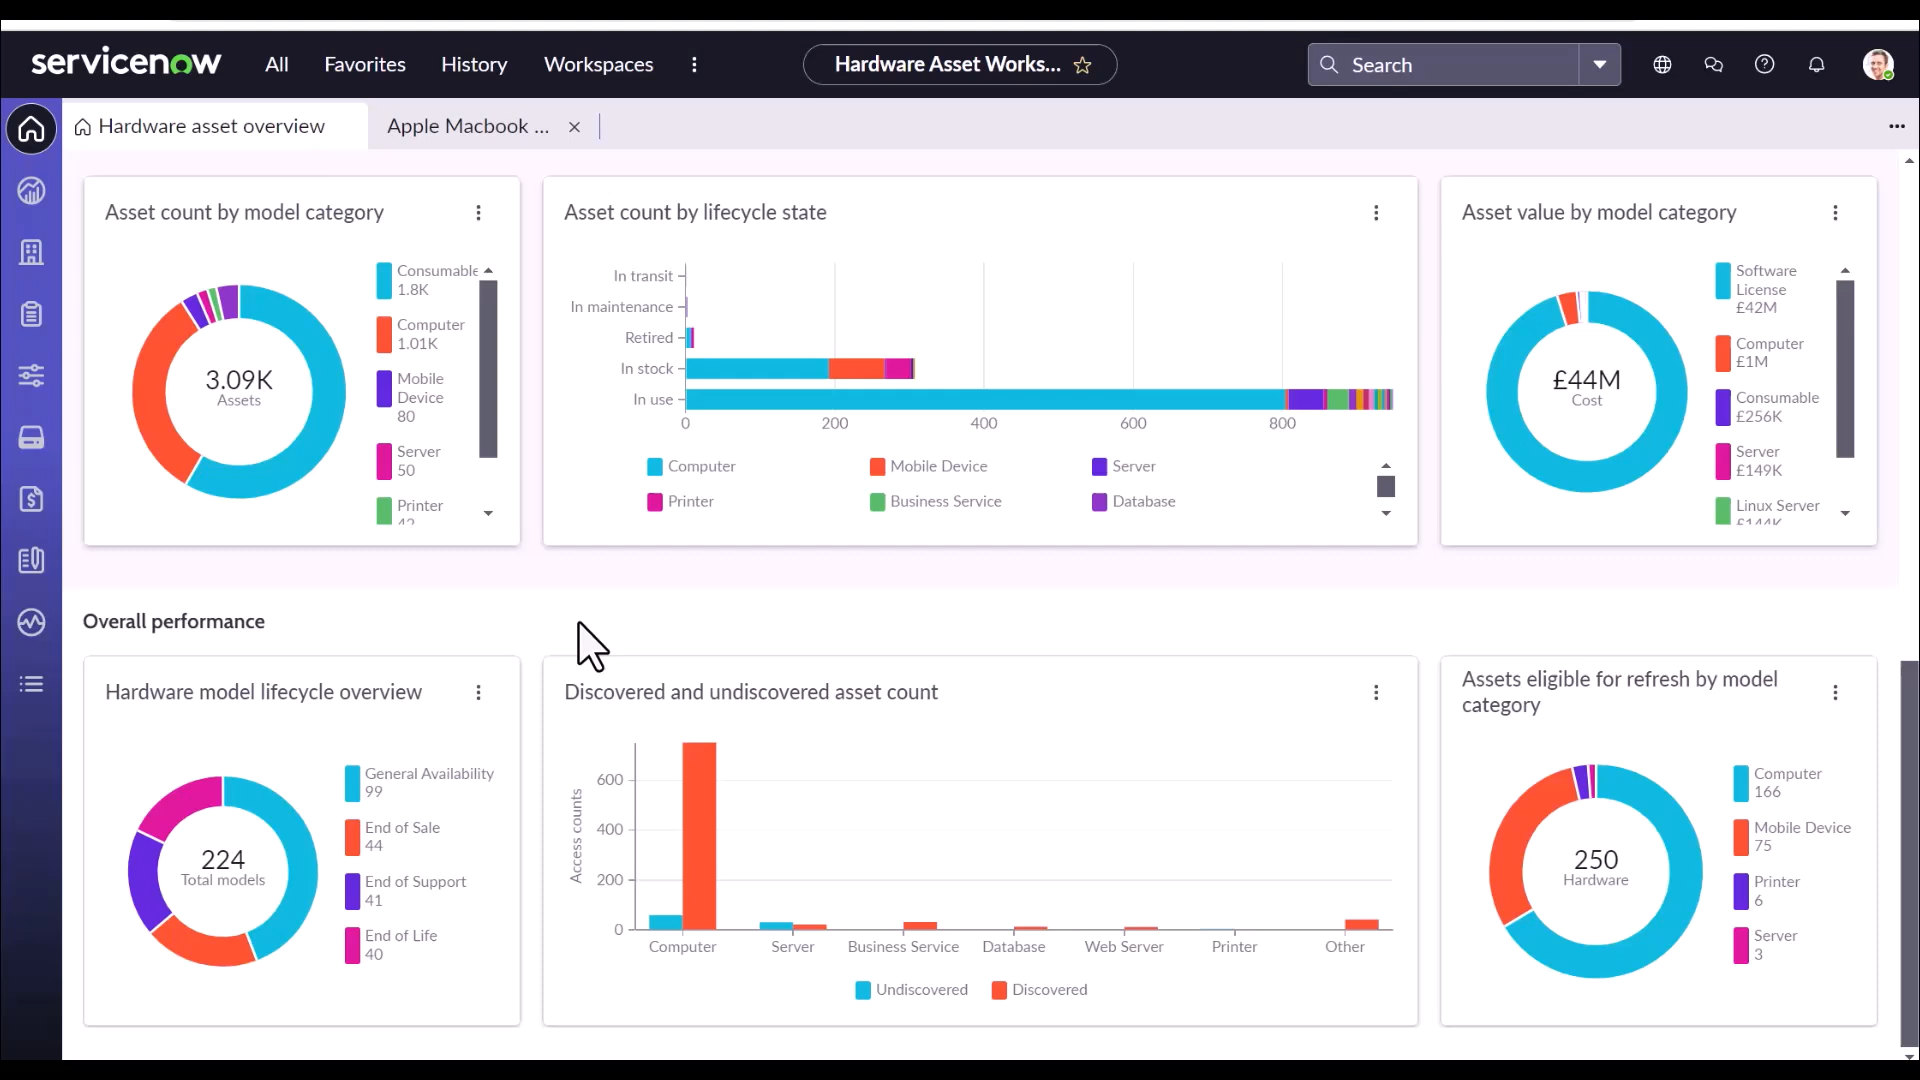 servicenow
All
Favorites
History
Workspaces
Hardware Asset Works...
Search
Hardware asset overview
Apple Macbook ...
Asset count by model category
3.09K
Assets
Consumable
1.8K
Computer
1.01K
Mobile
Device
80
Server
50
Printer
42
Asset count by lifecycle state
In transit
In maintenance
Retired
In stock
In use
0
200
400
600
800
Computer
Mobile Device
Server
Printer
Business Service
Database
Asset value by model category
£44M
Cost
Software
License
£42M
Computer
£1M
Consumable
£256K
Server
£149K
Linux Server
£144K
Overall performance
Hardware model lifecycle overview
224
Total models
General Availability
99
End of Sale
44
End of Support
41
End of Life
40
Discovered and undiscovered asset count
Access counts
600
400
200
0
Computer
Server
Business Service
Database
Web Server
Printer
Other
Undiscovered
Discovered
Assets eligible for refresh by model
category
250
Hardware
Computer
166
Mobile Device
75
Printer
6
Server
3